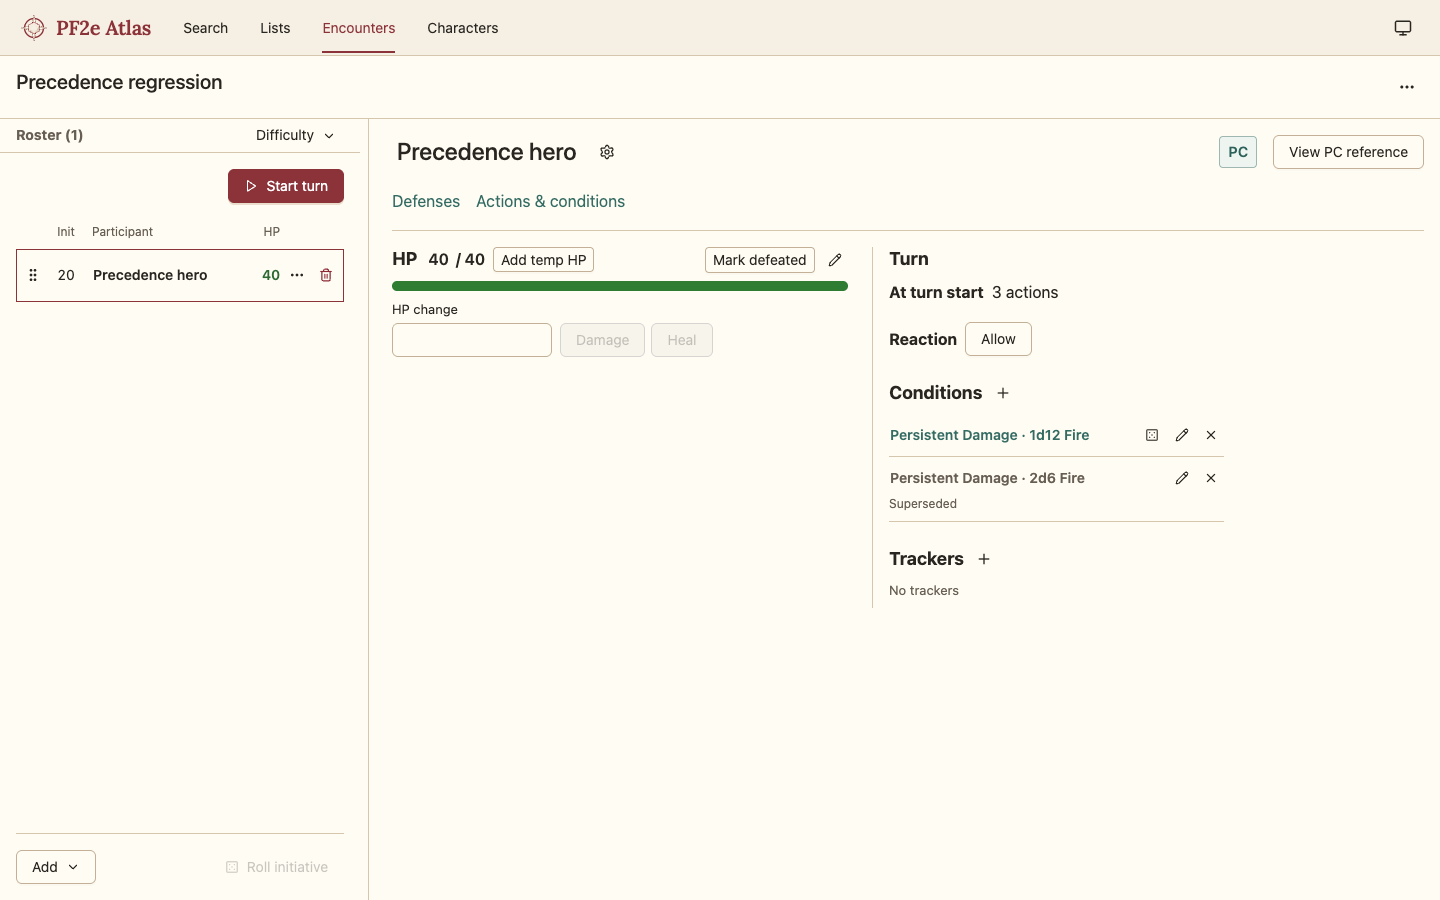 PF2e Atlas
Search
Lists
Encounters
Characters
Precedence regression
Roster (1)
Difficulty
Start turn
Init
Participant
HP
20
Precedence hero
40
Add
Roll initiative
Precedence hero
PC
View PC reference
Defenses
Actions & conditions
HP 40 / 40
Add temp HP
Mark defeated
HP change
Damage
Heal
Turn
At turn start 3 actions
Reaction
Allow
Conditions
Persistent Damage · 1d12 Fire
Persistent Damage · 2d6 Fire
Superseded
Trackers
No trackers